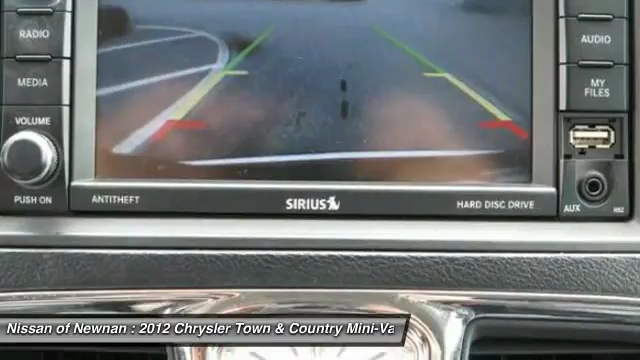 RADIO
AUDIO
MEDIA
MY
FILES
VOLUME
PUSH ON
ANTITHEFT
SIRIUS
HARD DISC DRIVE
AUX
Nissan of Newnan : 2012 Chrysler Town & Country Mini-Va